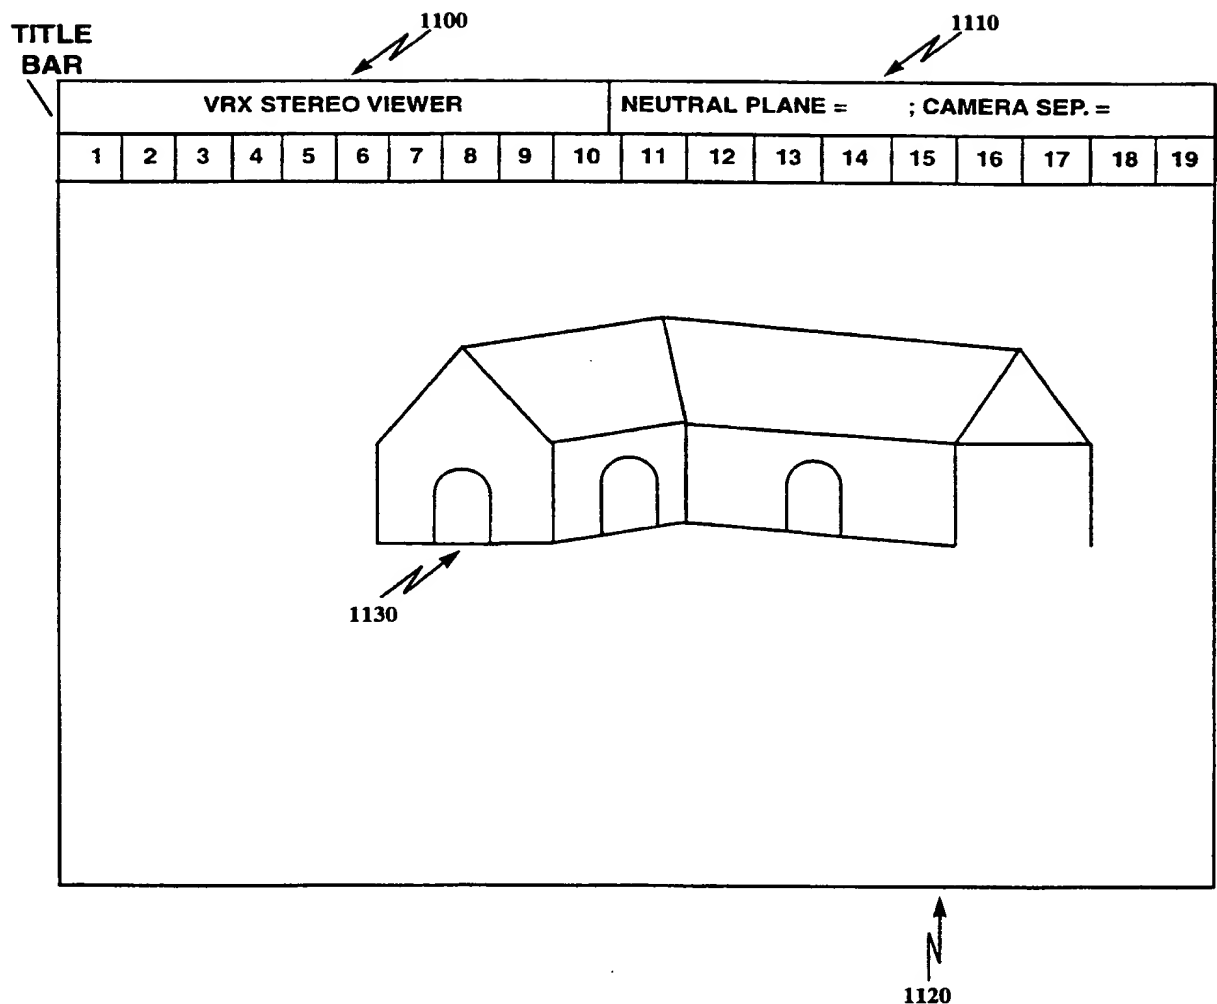 1100
1110
TITLE
BAR
VRX STEREO VIEWER
NEUTRAL PLANE = ; CAMERA SEP. =
1 2 3 4 5 6 7 8 9 10 11 12 13 14 15 16 17 18 19
1130
1120